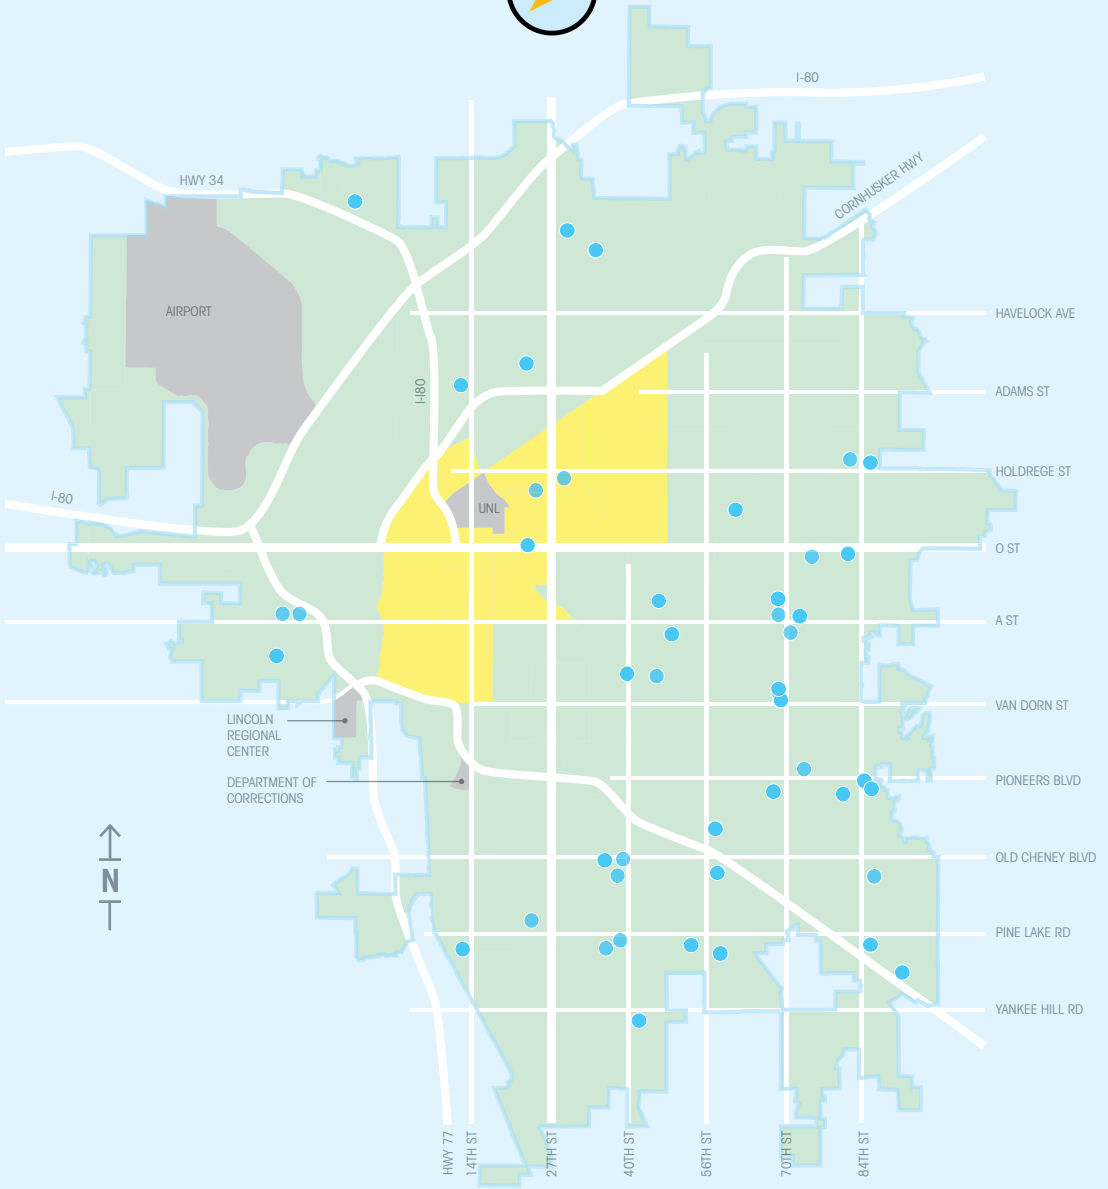 I-80
CORNHUSKER HWY
HWY 34
AIRPORT
HAVELOCK AVE
I-I80
ADAMS ST
HOLDREGE ST
I-80
UNL
O ST
A ST
LINCOLN
REGIONAL
CENTER
VAN DORN ST
DEPARTMENT OF
CORRECTIONS
PIONEERS BLVD
OLD CHENEY BLVD
N
PINE LAKE RD
YANKEE HILL RD
HWY 77
14TH ST
27TH ST
40TH ST
56TH ST
70TH ST
84TH ST